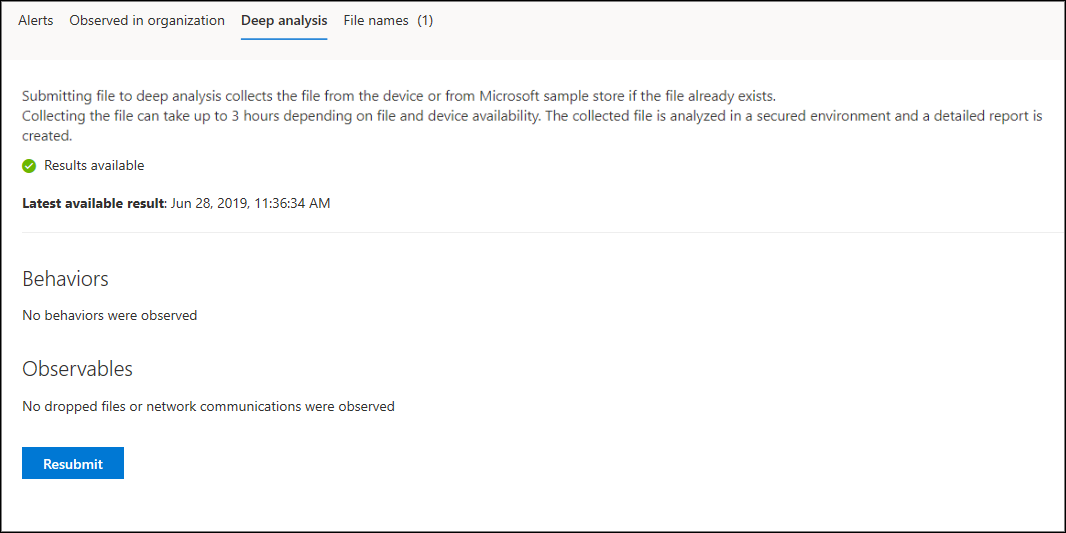 Alerts Observed in organization Deep analysis File names (1)
Submitting file to deep analysis collects the file from the device or from Microsoft sample store if the file already exists.
Collecting the file can take up to 3 hours depending on file and device availability. The collected file is analyzed in a secured environment and a detailed report is
created.
Results available
Latest available result: Jun 28, 2019, 11:36:34 AM
Behaviors
No behaviors were observed
Observables
No dropped files or network communications were observed
Resubmit